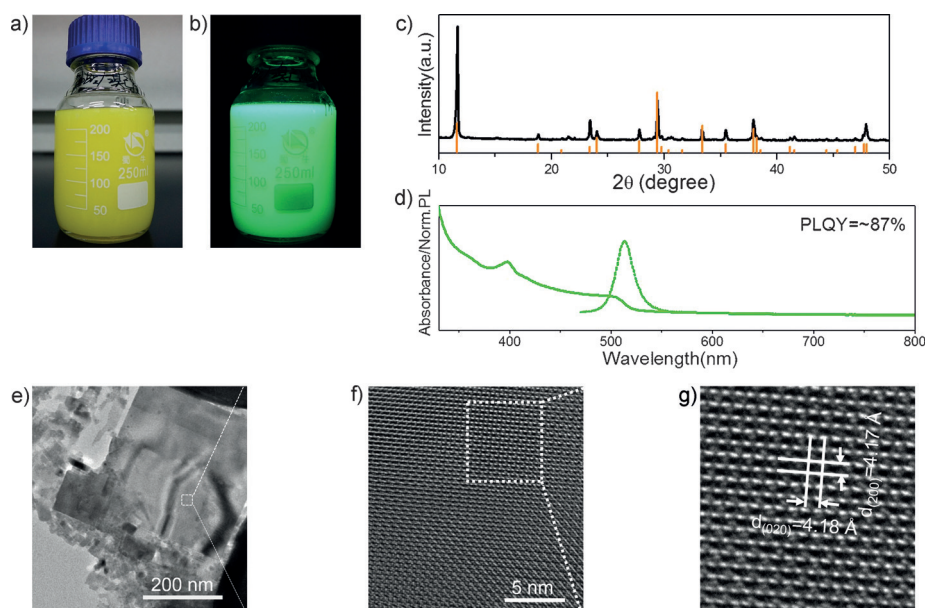 a)
200
150
250ml
100
50
b)
200
150
250ml
100
50
c)
Intensity(a.u.)
10
20
30
40
50
2θ (degree)
d)
PLQY=~87%
Absorbance/Norm.PL
400
500
600
700
800
Wavelength(nm)
e)
200 nm
f)
5 nm
g)
d(200)=4.17 Å
d(020)=4.18 Å